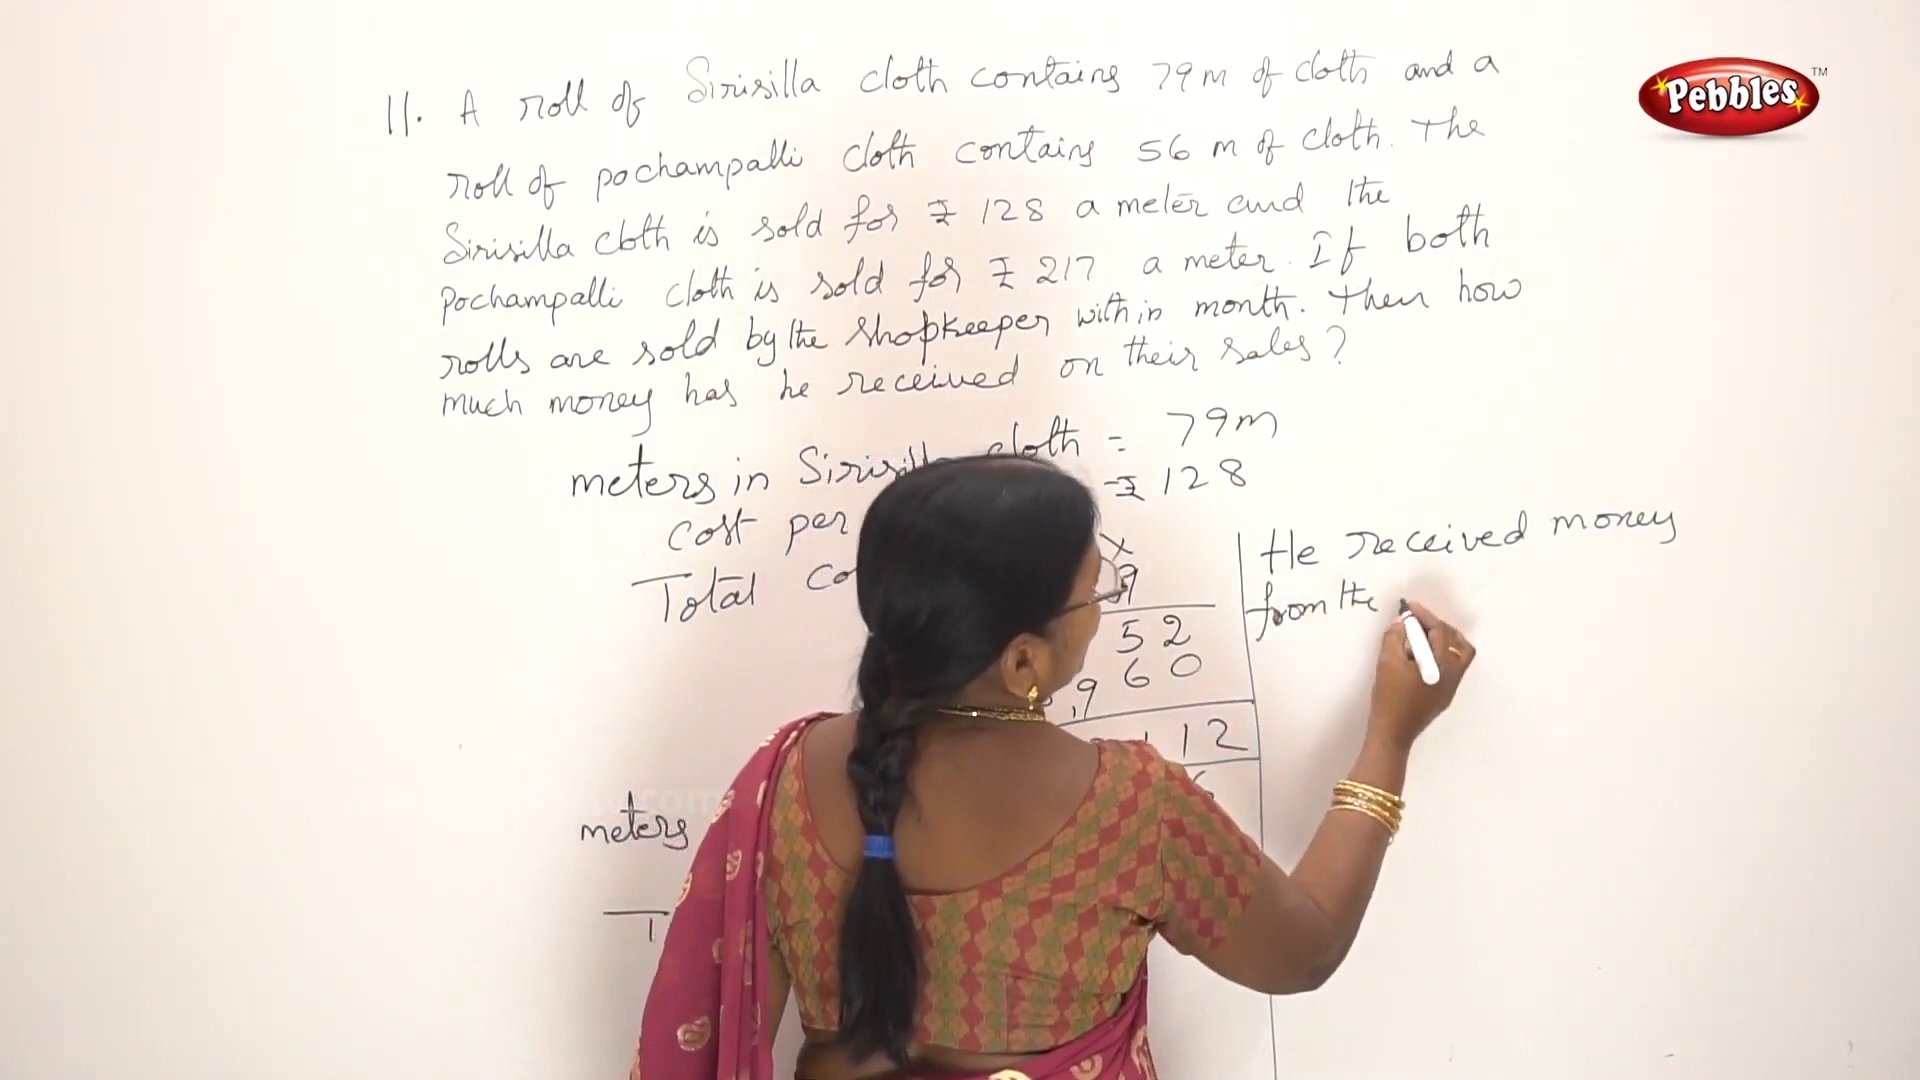 Pebbles TM
11. A roll of Sirisilla cloth contains 79m of cloth and a
roll of pochampalli cloth contains 56 m of cloth. The
Sirisilla cloth is sold for ₹ 128 a meter and the
pochampalli cloth is sold for ₹ 217 a meter. If both
rolls are sold by the shopkeeper with in month. Then how
much money has he received on their sales?
meters in Sirisilla cloth = 79m
cost per ₹ 128
Total
9
52
,960
112
meters
He received money
from the